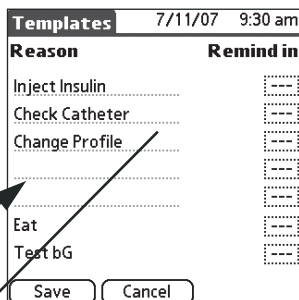 Templates 7/11/07 9:30 am
Reason Remind in
Inject Insulin ---
Check Catheter ---
Change Profile ---
---
---
Eat ---
Test bG ---
Save Cancel